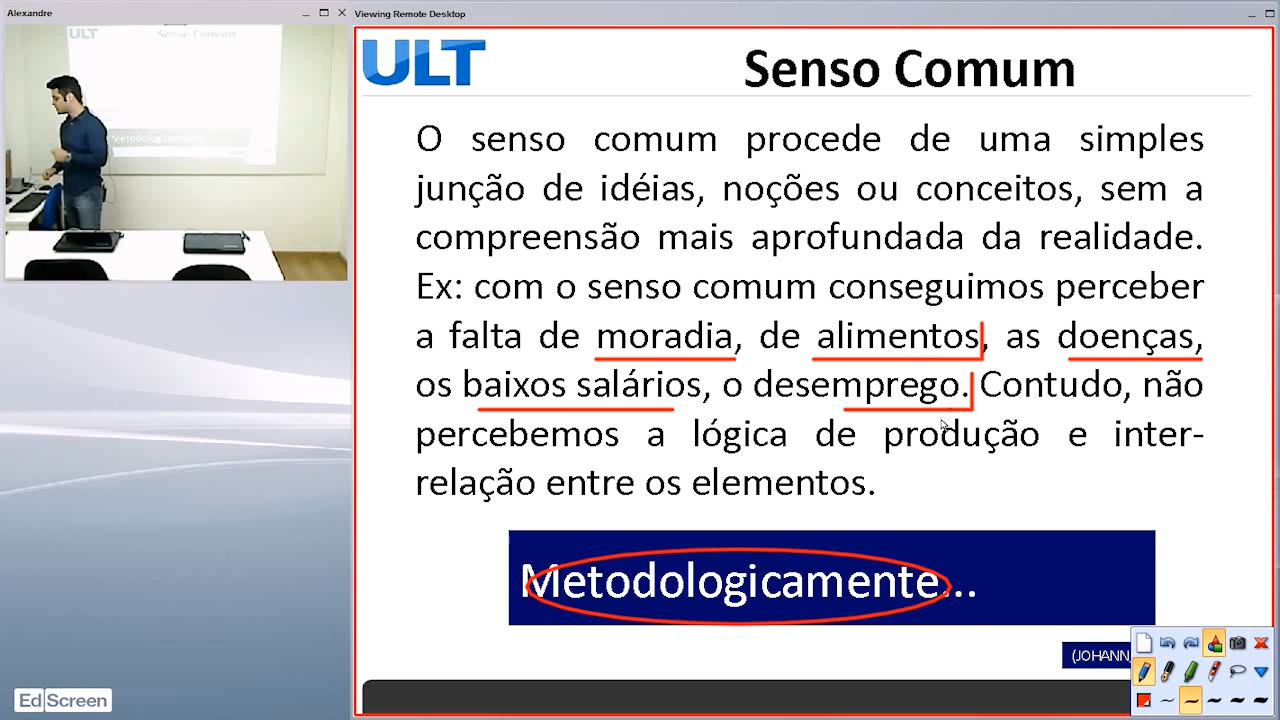 Alexandre
Viewing Remote Desktop
ULT
Senso Comum
ULT
Senso Comum
O senso comum procede de uma simples
junção de idéias, noções ou conceitos, sem a
compreensão mais aprofundada da realidade.
Ex: com o senso comum conseguimos perceber
a falta de moradia, de alimentos, as doenças,
os baixos salários, o desemprego. Contudo, não
percebemos a lógica de produção e inter-
relação entre os elementos.
Metodologicamente...
(JOHANN,
Ed Screen